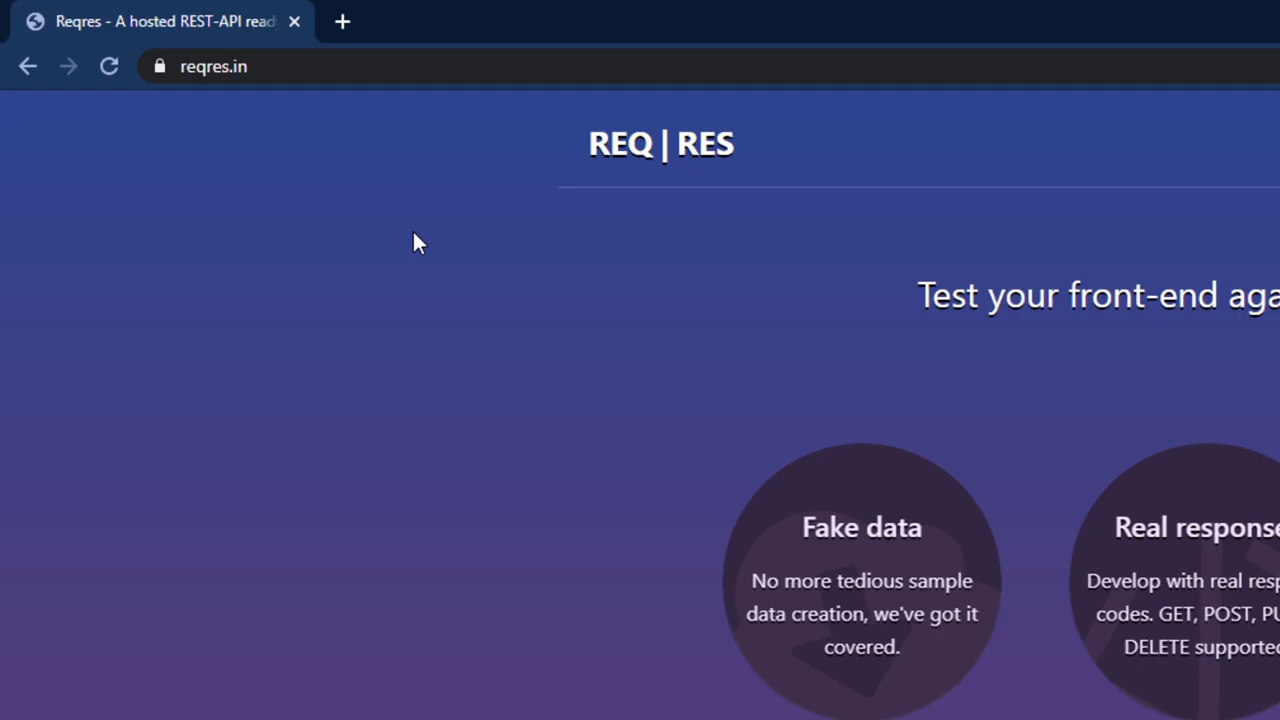 Reqres - A hosted REST-API read
reqres.in
REQ | RES
Test your front-end aga
Fake data
No more tedious sample
data creation, we've got it
covered.
Real response
Develop with real resp
codes. GET, POST, PU
DELETE supported